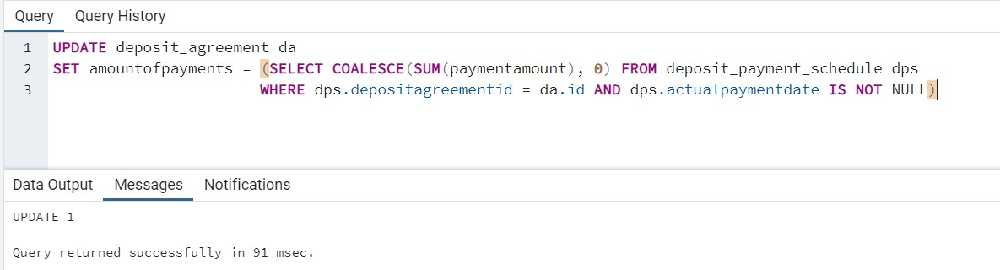 Query Query History
1 UPDATE deposit_agreement da
2 SET amountofpayments = (SELECT COALESCE(SUM(paymentamount), 0) FROM deposit_payment_schedule dps
3 WHERE dps.depositagreementid = da.id AND dps.actualpaymentdate IS NOT NULL)
Data Output Messages Notifications
UPDATE 1
Query returned successfully in 91 msec.